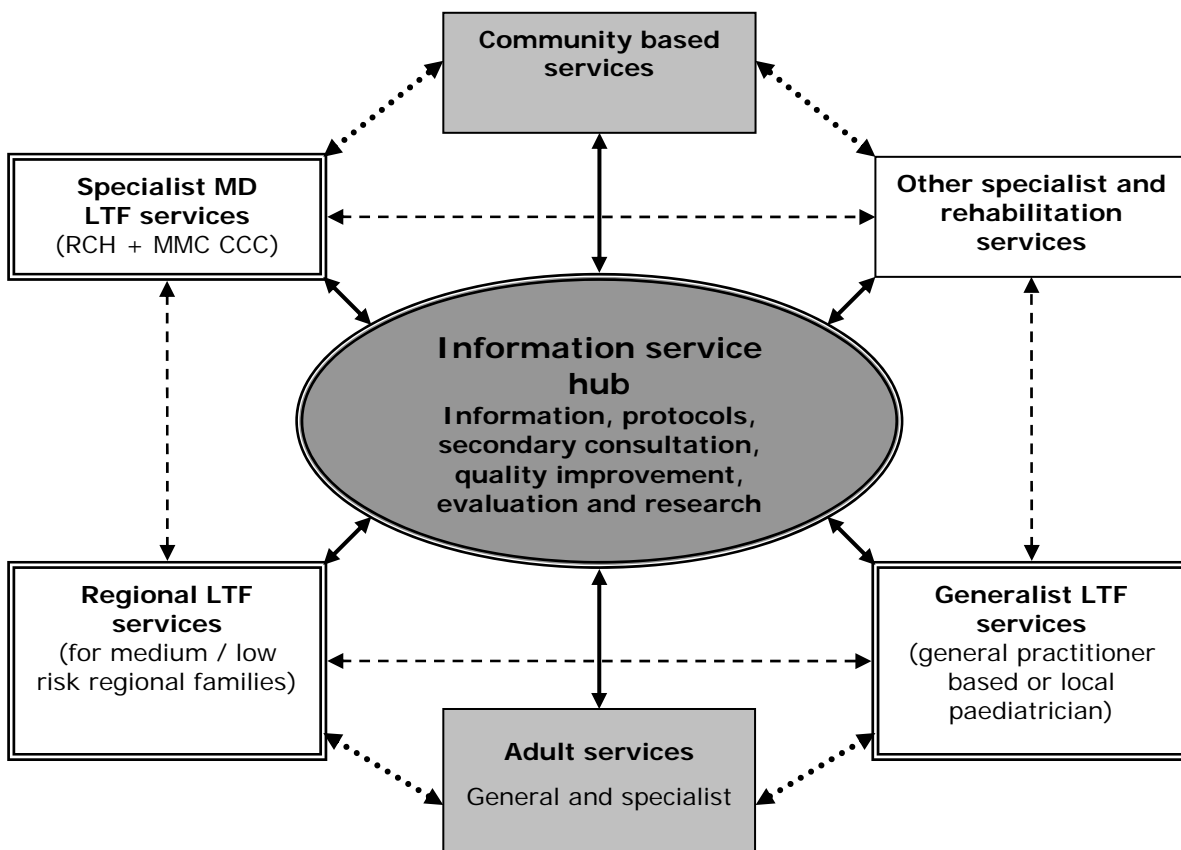 Community based
services
Specialist MD
LTF services
(RCH + MMC CCC)
Other specialist and
rehabilitation
services
Information service
hub
Information, protocols,
secondary consultation,
quality improvement,
evaluation and research
Regional LTF
services
(for medium / low
risk regional families)
Generalist LTF
services
(general practitioner
based or local
paediatrician)
Adult services
General and specialist